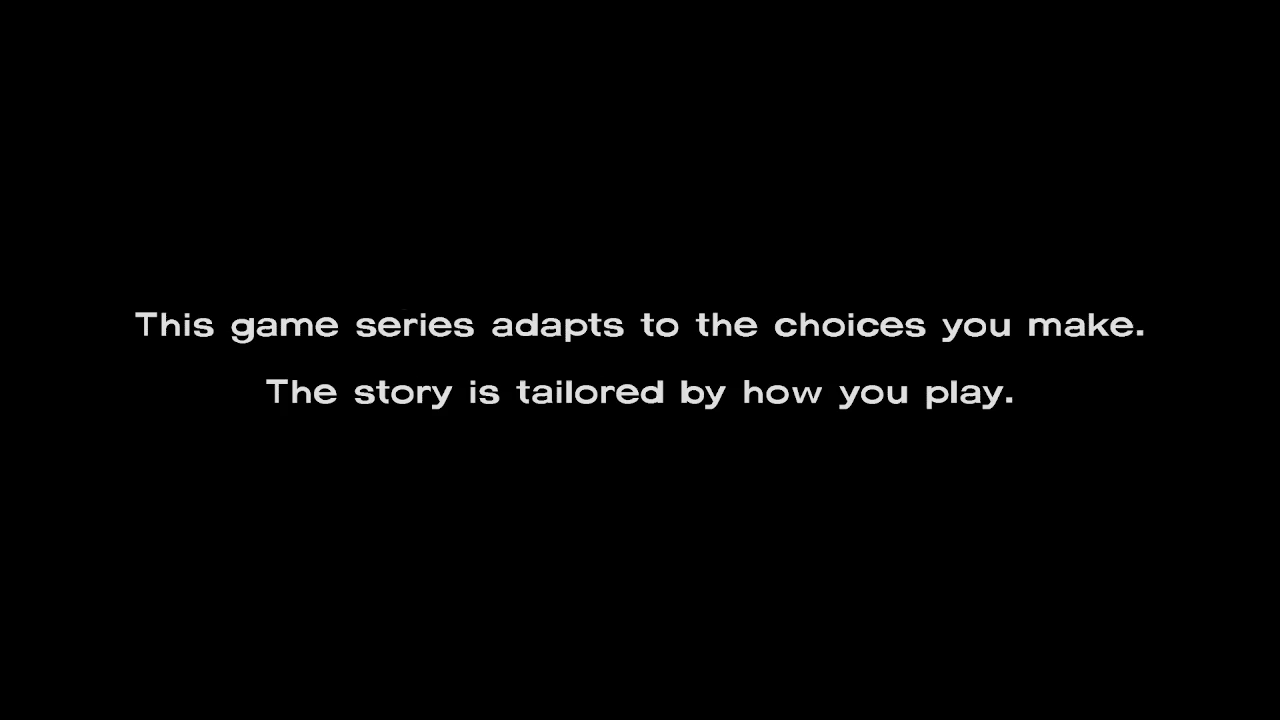 This game series adapts to the choices you make.
The story is tailored by how you play.